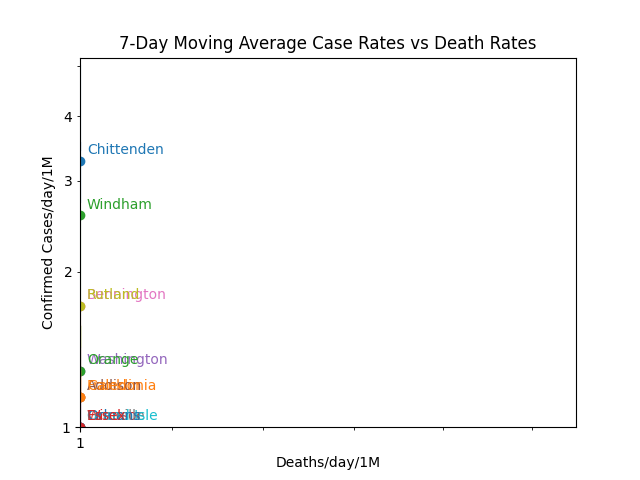 7-Day Moving Average Case Rates vs Death Rates
Confirmed Cases/day/1M
4
3
2
1
Chittenden
Windham
Bennington
Rutland
Washington
Orange
Addison
1
Deaths/day/1M